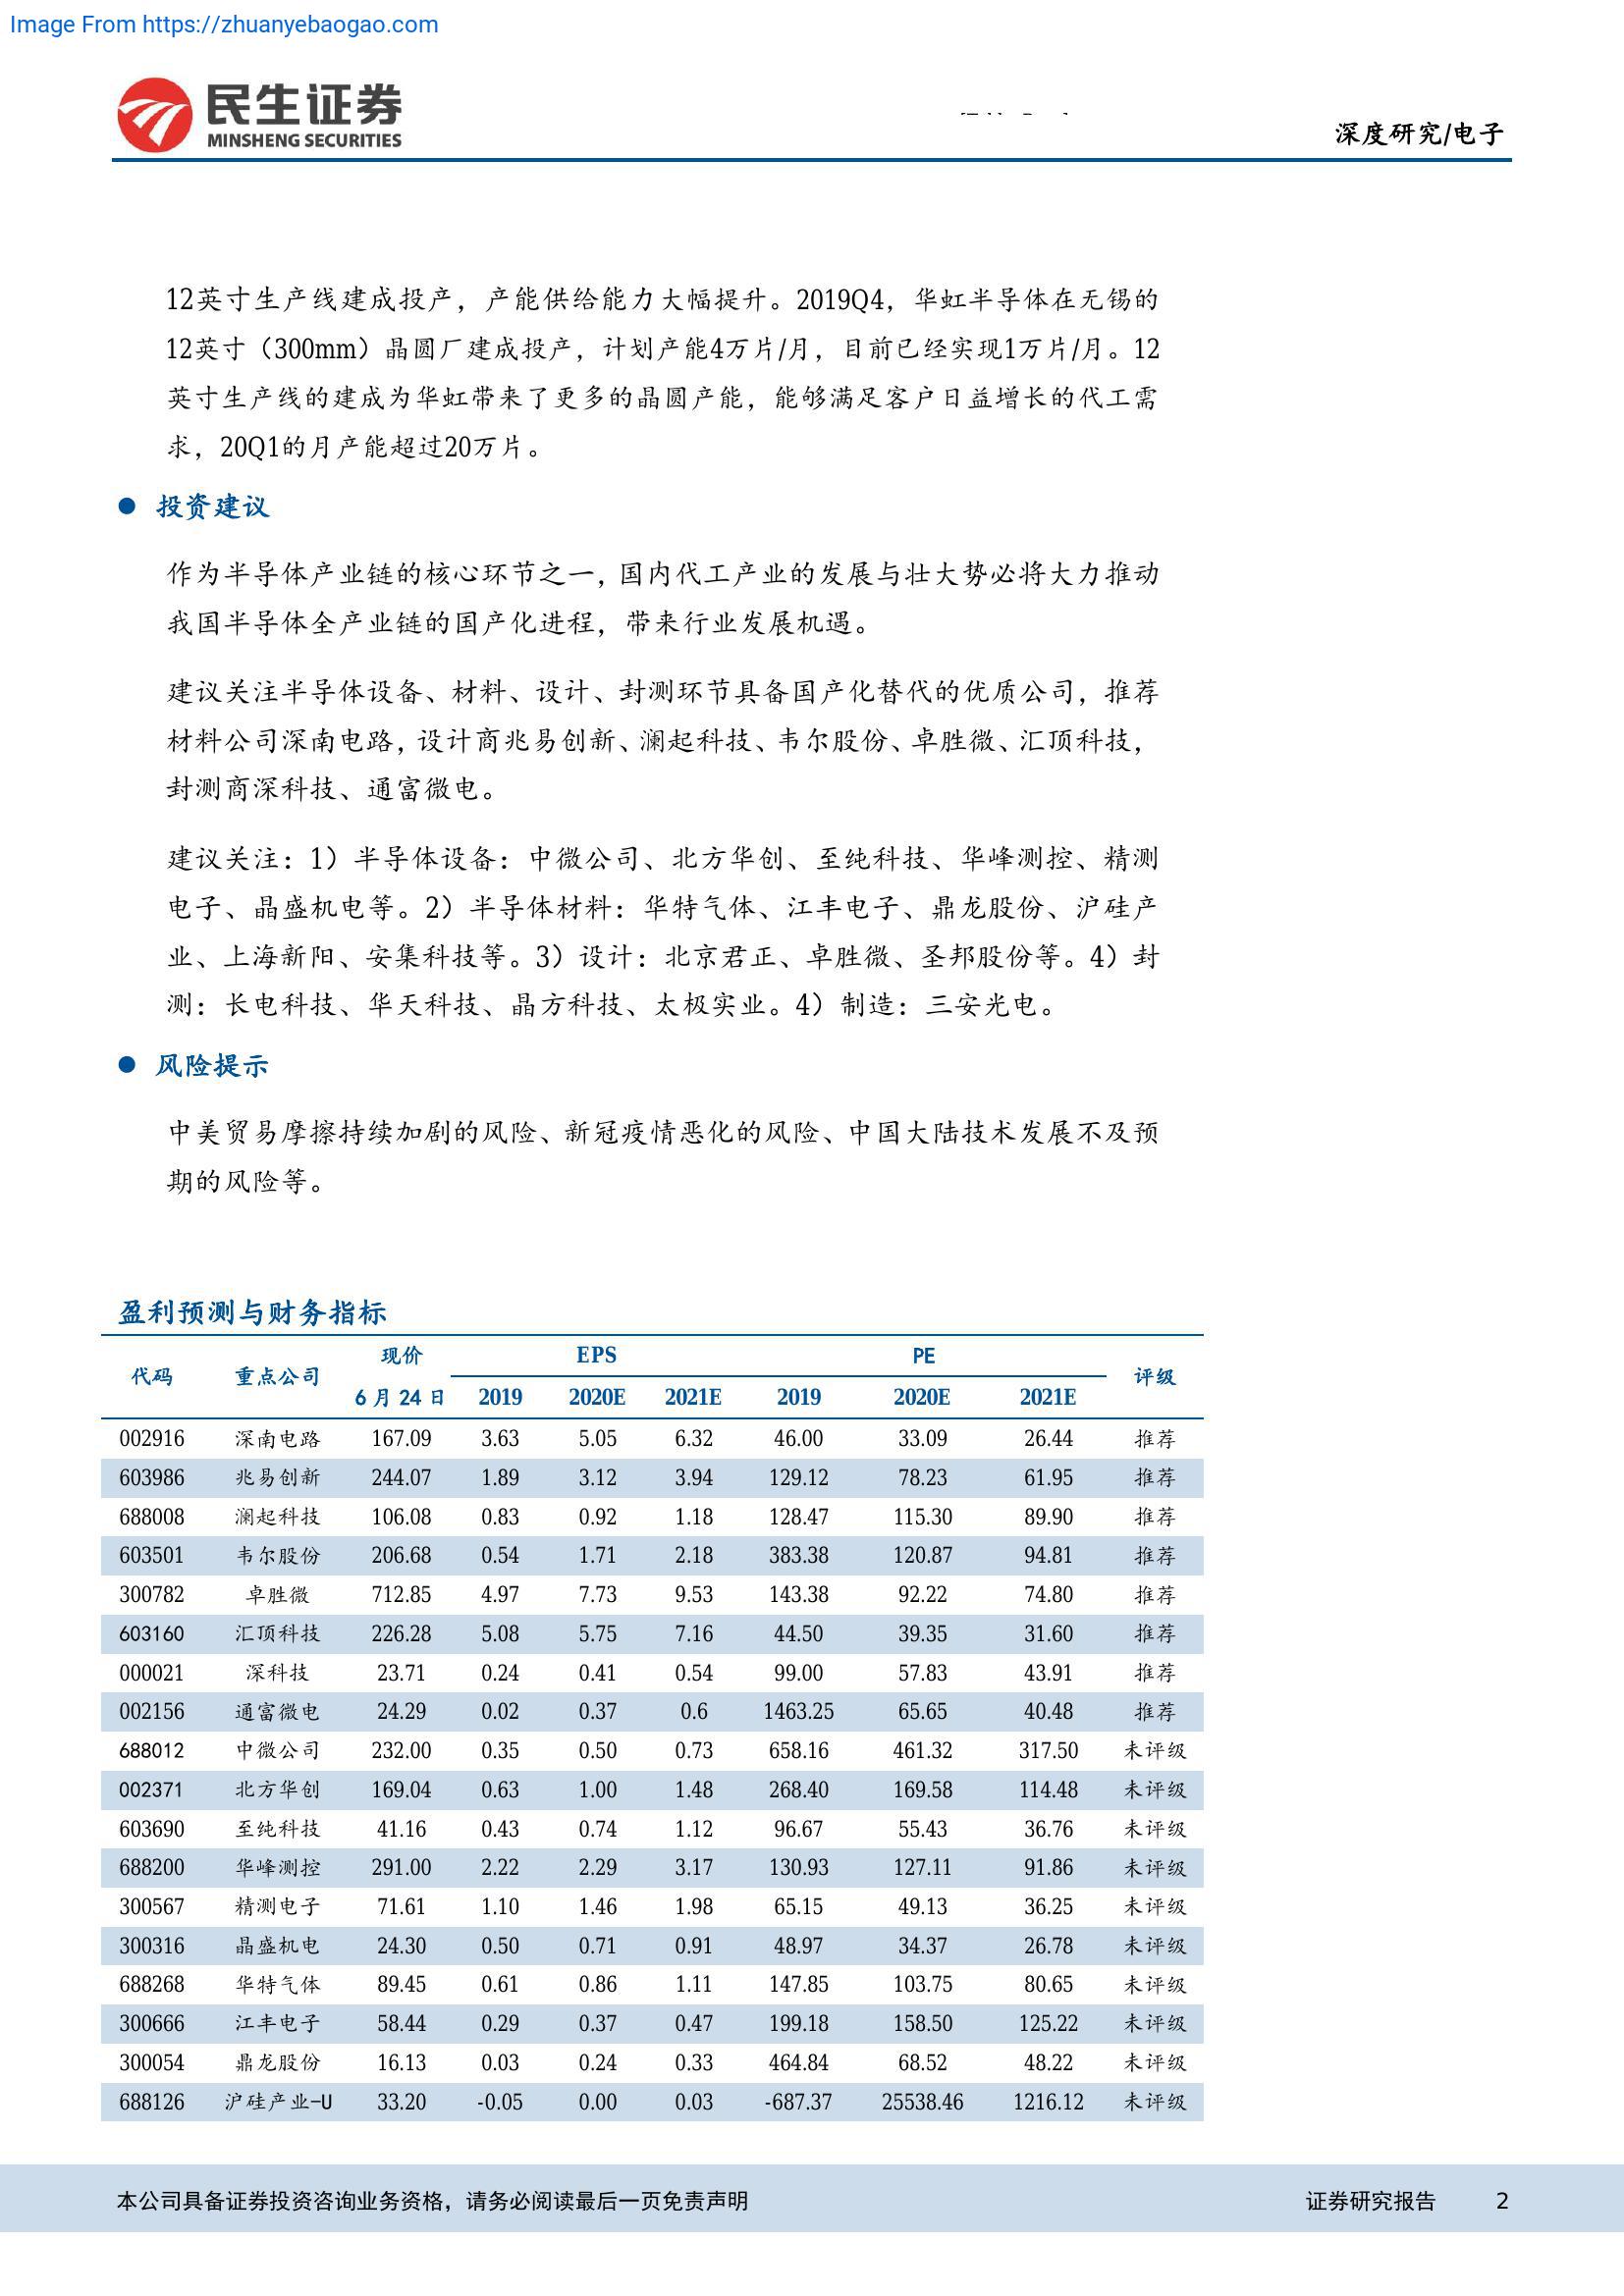 Image From https://zhuanyebaogao.com
民生证券
MINSHENG SECURITIES
深度研究/电子
12英寸生产线建成投产，产能供给能力大幅提升。2019Q4，华虹半导体在无锡的
12英寸（300mm）晶圆厂建成投产，计划产能4万片/月，目前已经实现1万片/月。12
英寸生产线的建成为华虹带来了更多的晶圆产能，能够满足客户日益增长的代工需
求，20Q1的月产能超过20万片。
● 投资建议
作为半导体产业链的核心环节之一，国内代工产业的发展与壮大势必将大力推动
我国半导体全产业链的国产化进程，带来行业发展机遇。
建议关注半导体设备、材料、设计、封测环节具备国产化替代的优质公司，推荐
材料公司深南电路，设计商兆易创新、澜起科技、韦尔股份、卓胜微、汇顶科技，
封测商深科技、通富微电。
建议关注：1）半导体设备：中微公司、北方华创、至纯科技、华峰测控、精测
电子、晶盛机电等。2）半导体材料：华特气体、江丰电子、鼎龙股份、沪硅产
业、上海新阳、安集科技等。3）设计：北京君正、卓胜微、圣邦股份等。4）封
测：长电科技、华天科技、晶方科技、太极实业。4）制造：三安光电。
● 风险提示
中美贸易摩擦持续加剧的风险、新冠疫情恶化的风险、中国大陆技术发展不及预
期的风险等。
盈利预测与财务指标
代码 重点公司 现价 EPS PE 评级
6月24日 2019 2020E 2021E 2019 2020E 2021E
002916 深南电路 167.09 3.63 5.05 6.32 46.00 33.09 26.44 推荐
603986 兆易创新 244.07 1.89 3.12 3.94 129.12 78.23 61.95 推荐
688008 澜起科技 106.08 0.83 0.92 1.18 128.47 115.30 89.90 推荐
603501 韦尔股份 206.68 0.54 1.71 2.18 383.38 120.87 94.81 推荐
300782 卓胜微 712.85 4.97 7.73 9.53 143.38 92.22 74.80 推荐
603160 汇顶科技 226.28 5.08 5.75 7.16 44.50 39.35 31.60 推荐
000021 深科技 23.71 0.24 0.41 0.54 99.00 57.83 43.91 推荐
002156 通富微电 24.29 0.02 0.37 0.6 1463.25 65.65 40.48 推荐
688012 中微公司 232.00 0.35 0.50 0.73 658.16 461.32 317.50 未评级
002371 北方华创 169.04 0.63 1.00 1.48 268.40 169.58 114.48 未评级
603690 至纯科技 41.16 0.43 0.74 1.12 96.67 55.43 36.76 未评级
688200 华峰测控 291.00 2.22 2.29 3.17 130.93 127.11 91.86 未评级
300567 精测电子 71.61 1.10 1.46 1.98 65.15 49.13 36.25 未评级
300316 晶盛机电 24.30 0.50 0.71 0.91 48.97 34.37 26.78 未评级
688268 华特气体 89.45 0.61 0.86 1.11 147.85 103.75 80.65 未评级
300666 江丰电子 58.44 0.29 0.37 0.47 199.18 158.50 125.22 未评级
300054 鼎龙股份 16.13 0.03 0.24 0.33 464.84 68.52 48.22 未评级
688126 沪硅产业-U 33.20 -0.05 0.00 0.03 -687.37 25538.46 1216.12 未评级
本公司具备证券投资咨询业务资格，请务必阅读最后一页免责声明 证券研究报告 2